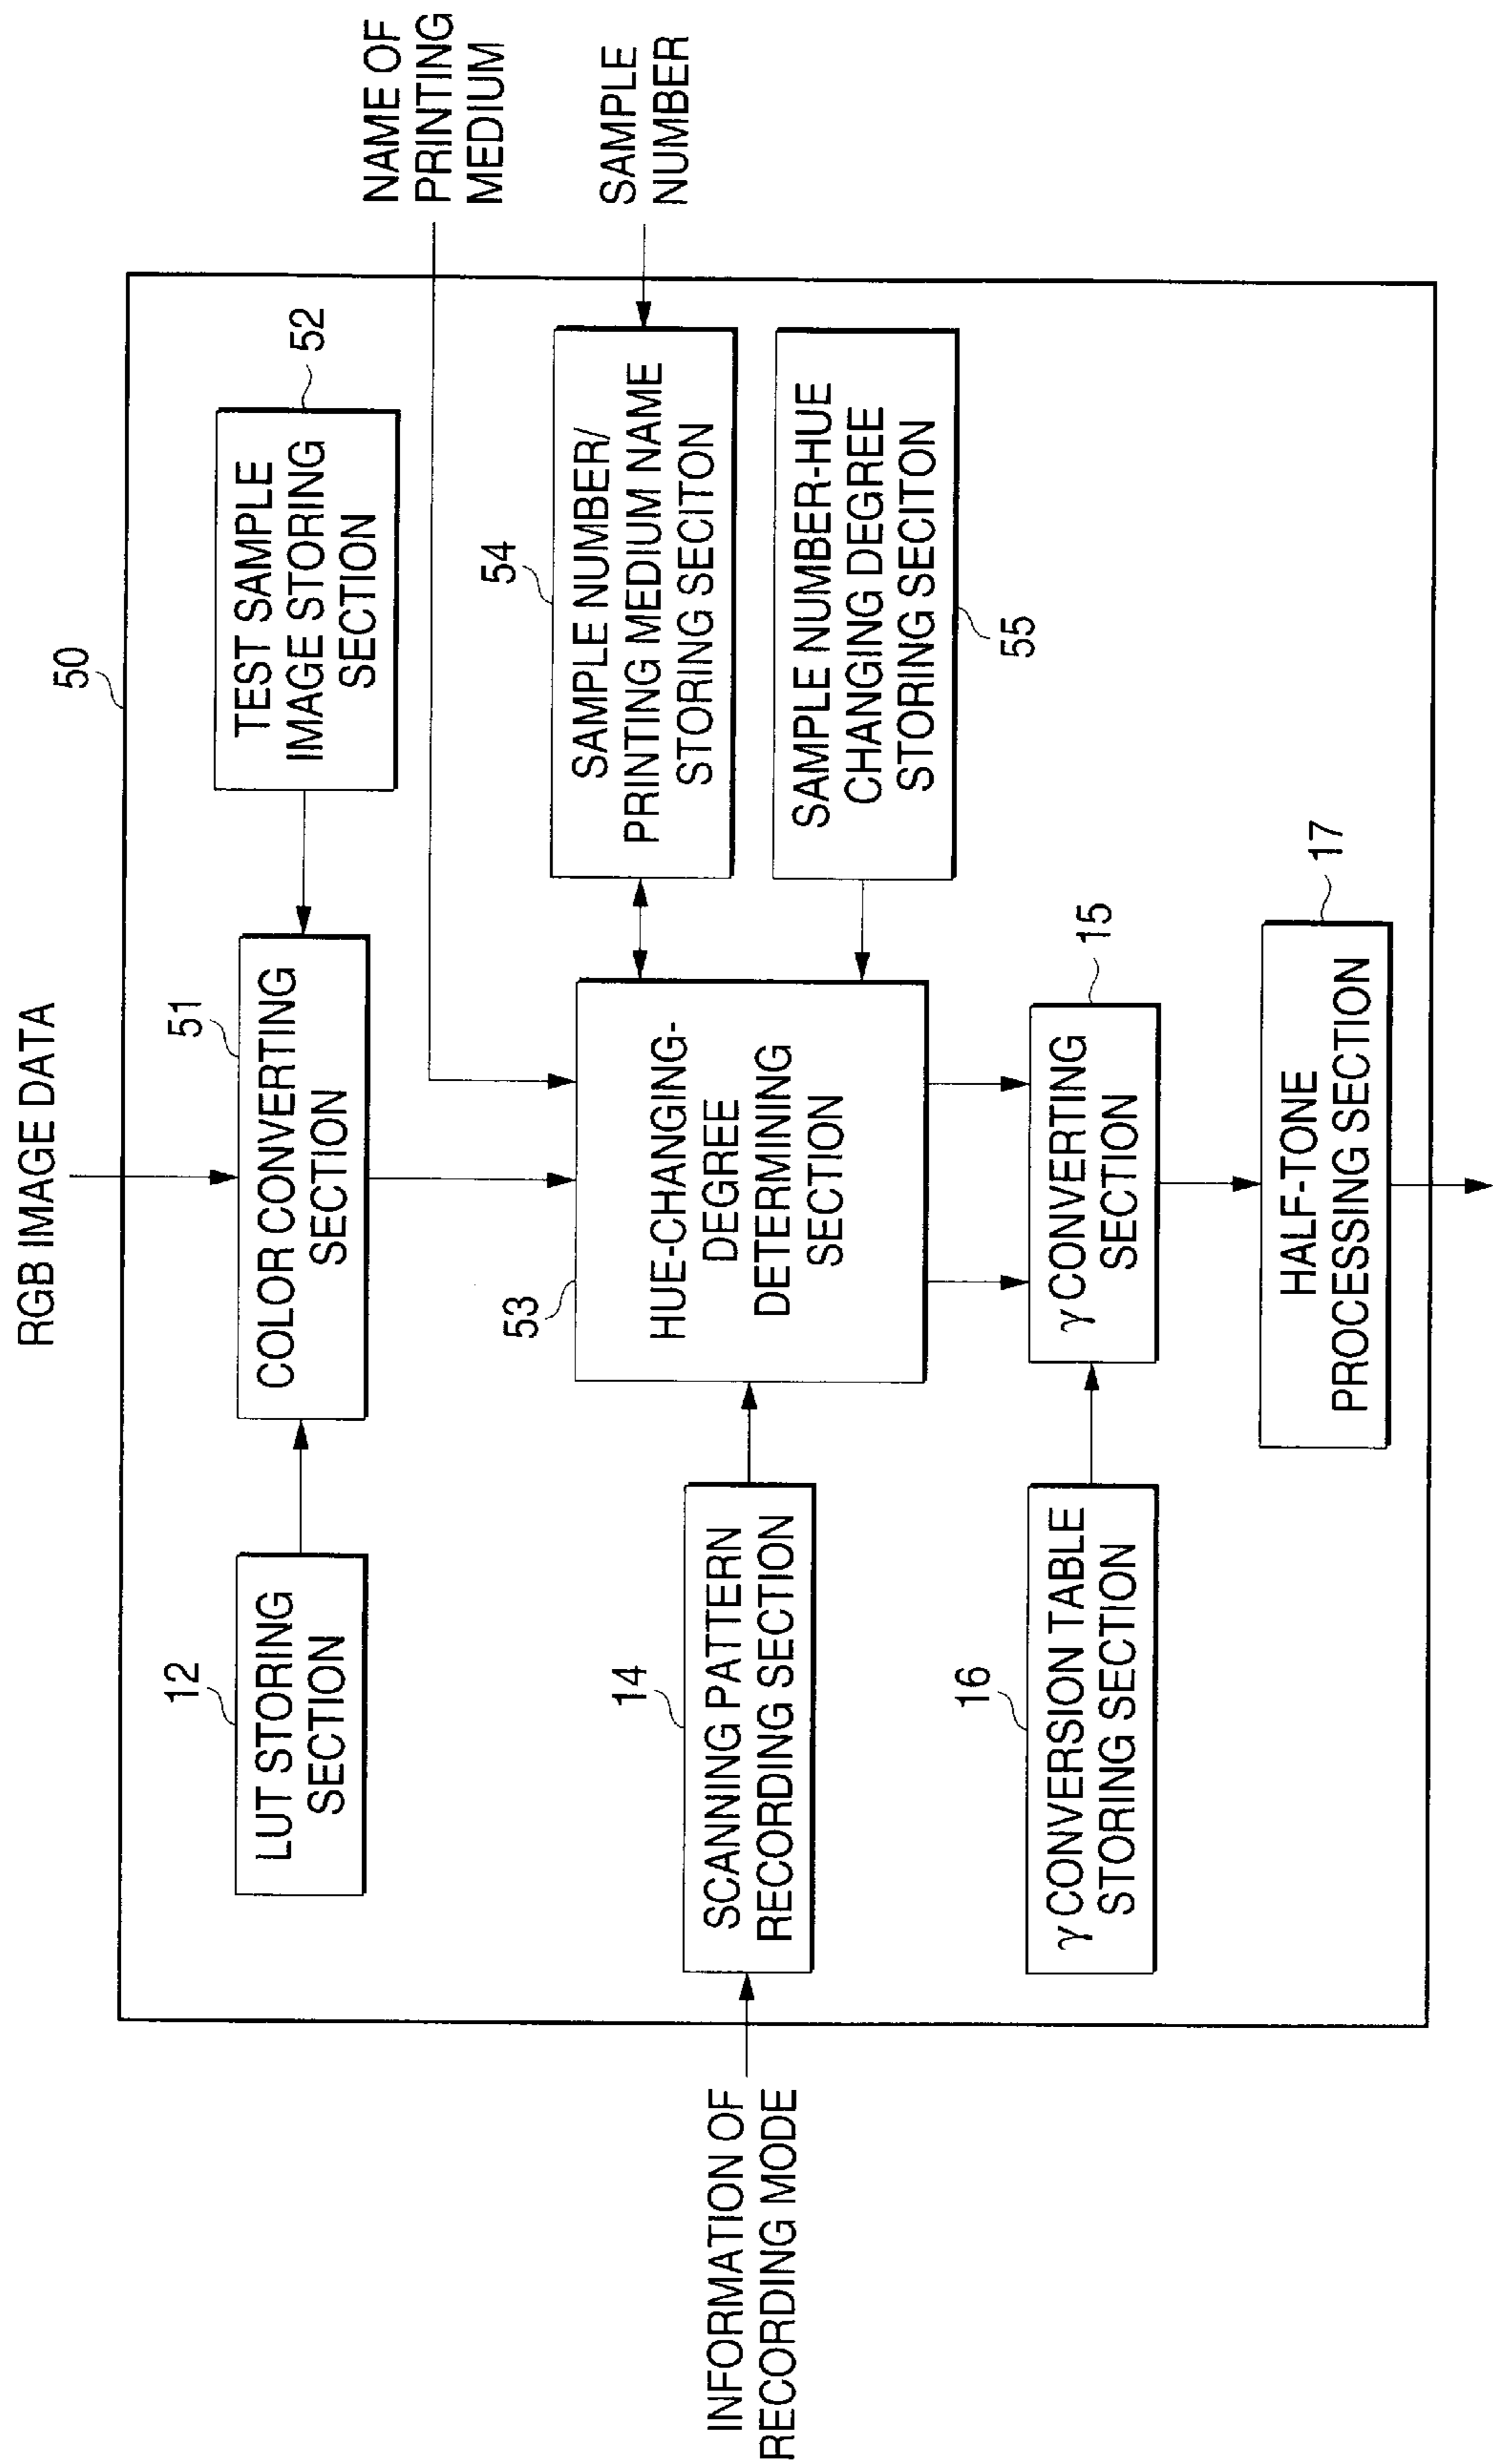 RGB IMAGE DATA
50
12
LUT STORING
SECTION
51
COLOR CONVERTING
SECTION
52
TEST SAMPLE
IMAGE STORING
SECTION
NAME OF
PRINTING
MEDIUM
INFORMATION OF
RECORDING MODE
14
SCANNING PATTERN
RECORDING SECTION
53
HUE-CHANGING-
DEGREE
DETERMINING
SECTION
54
SAMPLE NUMBER/
PRINTING MEDIUM NAME
STORING SECITON
SAMPLE
NUMBER
SAMPLE NUMBER-HUE
CHANGING DEGREE
STORING SECITON
55
16
γ CONVERSION TABLE
STORING SECTION
15
γ CONVERTING
SECTION
17
HALF-TONE
PROCESSING SECTION